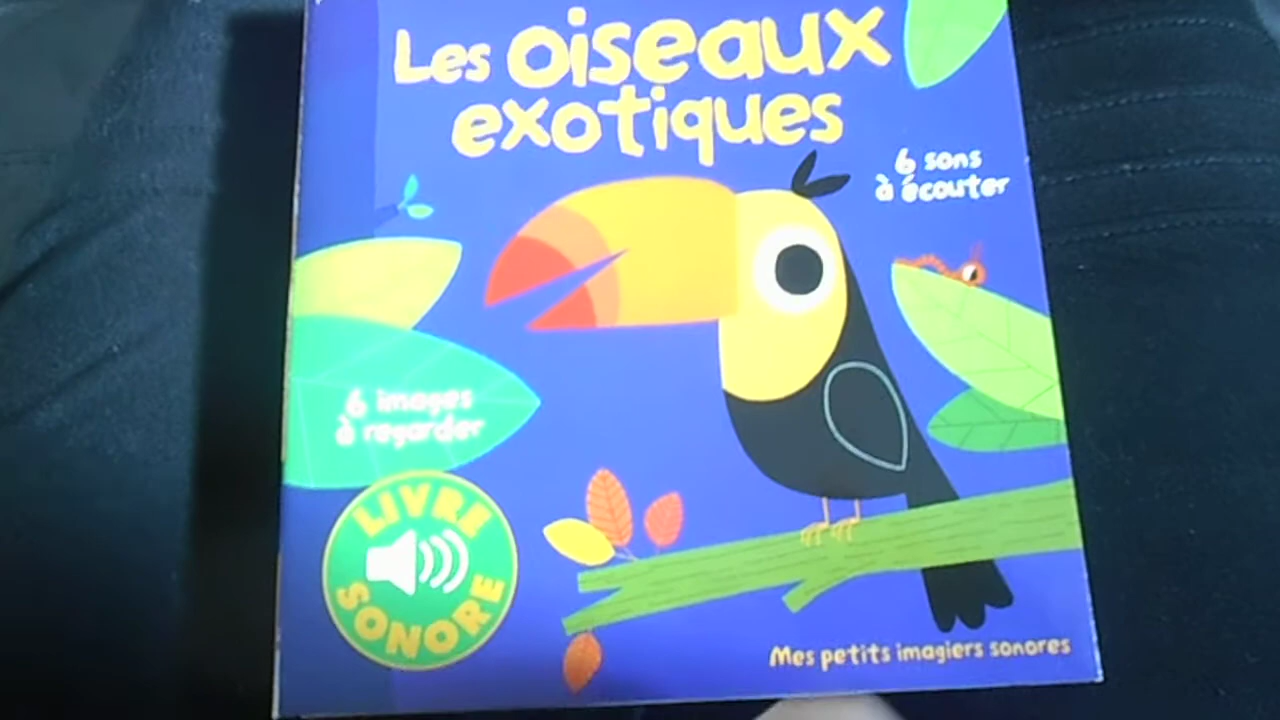 Les oiseaux
exotiques
6 sons
à écouter
6 images
à regarder
LIVRE
SONORE
Mes petits imagiers sonores